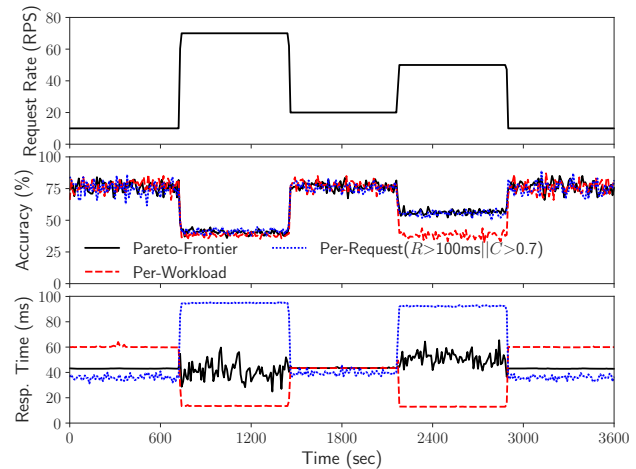 80
60
40
20
0
Request Rate (RPS)
100
75
50
25
0
Accuracy (%)
Pareto-Frontier
Per-Workload
Per-Request(R>100ms||C>0.7)
100
80
60
40
20
0
Resp. Time (ms)
0 600 1200 1800 2400 3000 3600
Time (sec)